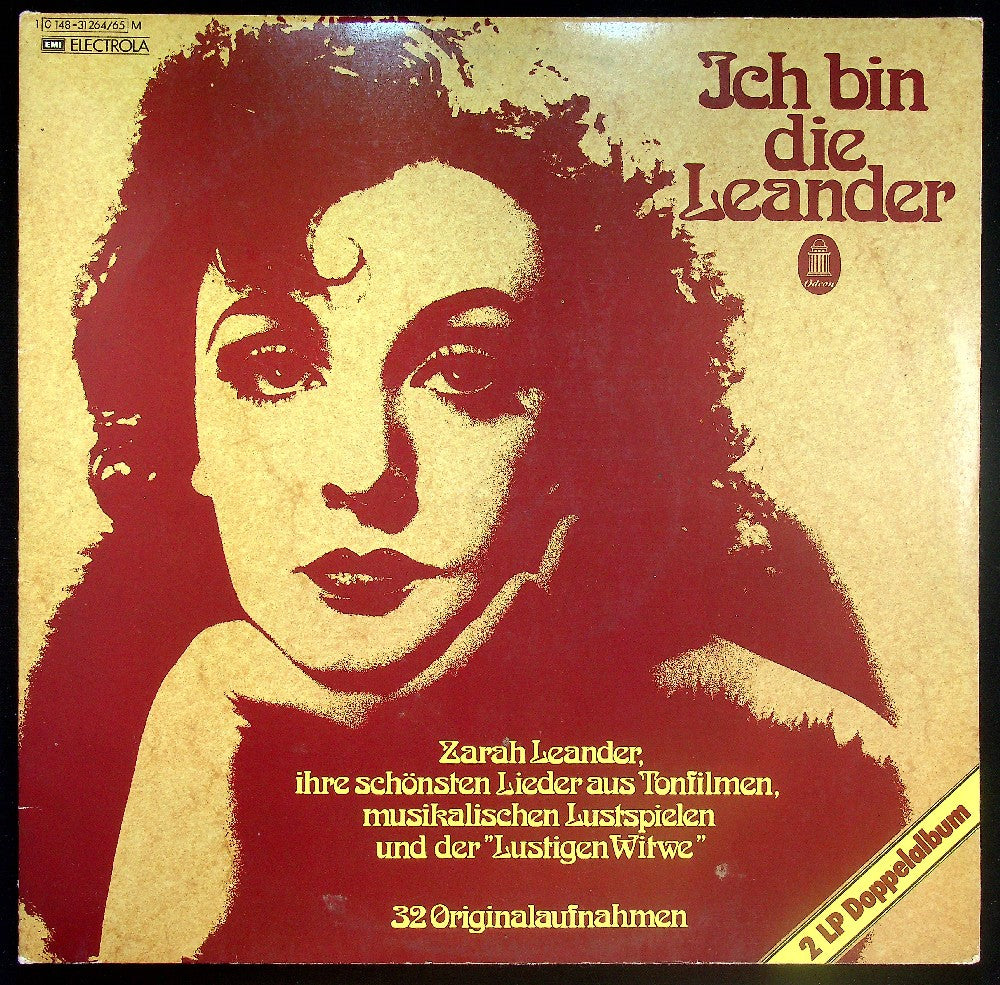 1 C 148-31 264/65 M
EMI ELECTROLA
Ich bin
die
Leander
Odeon
Zarah Leander,
ihre schönsten Lieder aus Tonfilmen,
musikalischen Lustspielen
und der "Lustigen Witwe"
32 Originalaufnahmen
2 LP Doppelalbum